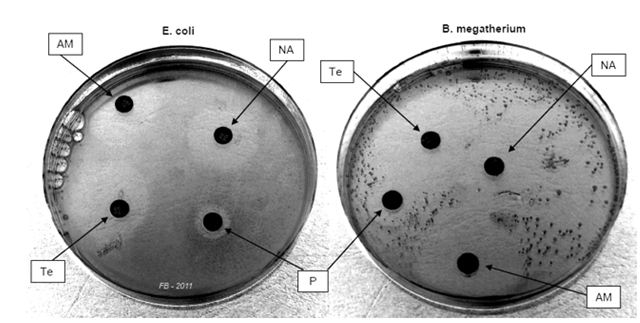 E. coli
B. megatherium
AM
NA
Te
NA
Te
P
AM
FB - 2011